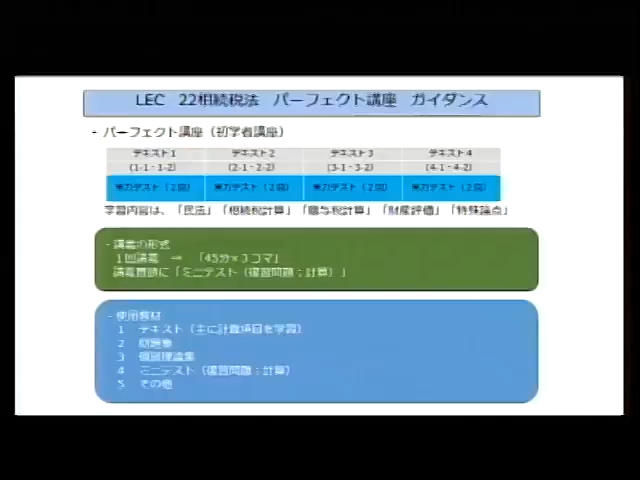 LEC 22相続税法 パーフェクト講座 ガイダンス
- パーフェクト講座（初学者講座）
テキスト1 テキスト2 テキスト3 テキスト4
(1-1・1-2) (2-1・2-2) (3-1・3-2) (4-1・4-2)
実力テスト（2回） 実力テスト（2回） 実力テスト（2回） 実力テスト（2回）
学習内容は、「民法」「相続税計算」「贈与税計算」「財産評価」「特殊論点」
・講義の形式
1回講義 ⇒ 「45分×3コマ」
講義冒頭に「ミニテスト（復習問題：計算）」
・使用教材
1 テキスト（主に計算項目を学習）
2 問題集
3 個別理論集
4 ミニテスト（復習問題：計算）
5 その他